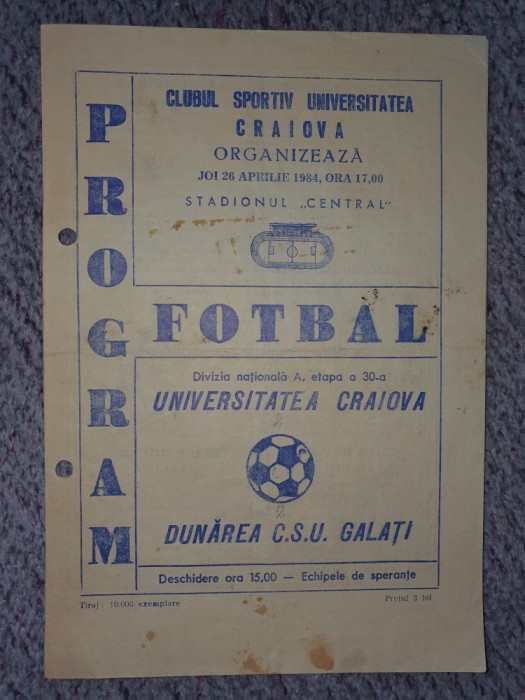 PROGRAM
CLUBUL SPORTIV UNIVERSITATEA
CRAIOVA
ORGANIZEAZĂ
JOI 26 APRILIE 1984, ORA 17,00
STADIONUL „CENTRAL"
FOTBAL
Divizia națională A, etapa a 30-a
UNIVERSITATEA CRAIOVA
2
2
DUNĂREA C.S.U. GALAȚI
Deschidere ora 15,00 — Echipele de speranțe
Tiraj: 10.000 exemplare
Prețul 3 lei